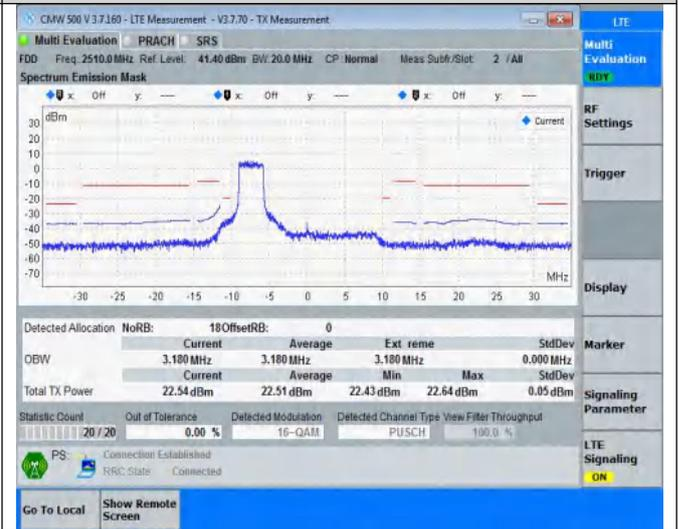 CMW 500 V 3.7.160 - LTE Measurement - V3.7.70 - TX Measurement
LTE
Multi Evaluation PRACH SRS
FDD Freq: 2510.0 MHz Ref. Level: 41.40 dBm BW: 20.0 MHz CP: Normal Meas Subfr./Slot: 2 /All
Spectrum Emission Mask
x: Off y: --- x: Off y: --- x: Off y: ---
dBm
Current
30
20
10
0
-10
-20
-30
-40
-50
-60
-70
MHz
-30 -25 -20 -15 -10 -5 0 5 10 15 20 25 30
Detected Allocation NoRB: 18 OffsetRB: 0
Current Average Extreme StdDev
OBW 3.180 MHz 3.180 MHz 3.180 MHz 0.000 MHz
Current Average Min Max StdDev
Total TX Power 22.54 dBm 22.51 dBm 22.43 dBm 22.64 dBm 0.05 dBm
Statistic Count Out of Tolerance Detected Modulation Detected Channel Type View Filter Throughput
20 / 20 0.00 % 16-QAM PUSCH 100.0 %
PS: Connection Established
RRC State Connected
Multi Evaluation
RDY
RF Settings
Trigger
Display
Marker
Signaling Parameter
LTE Signaling
ON
Go To Local
Show Remote Screen